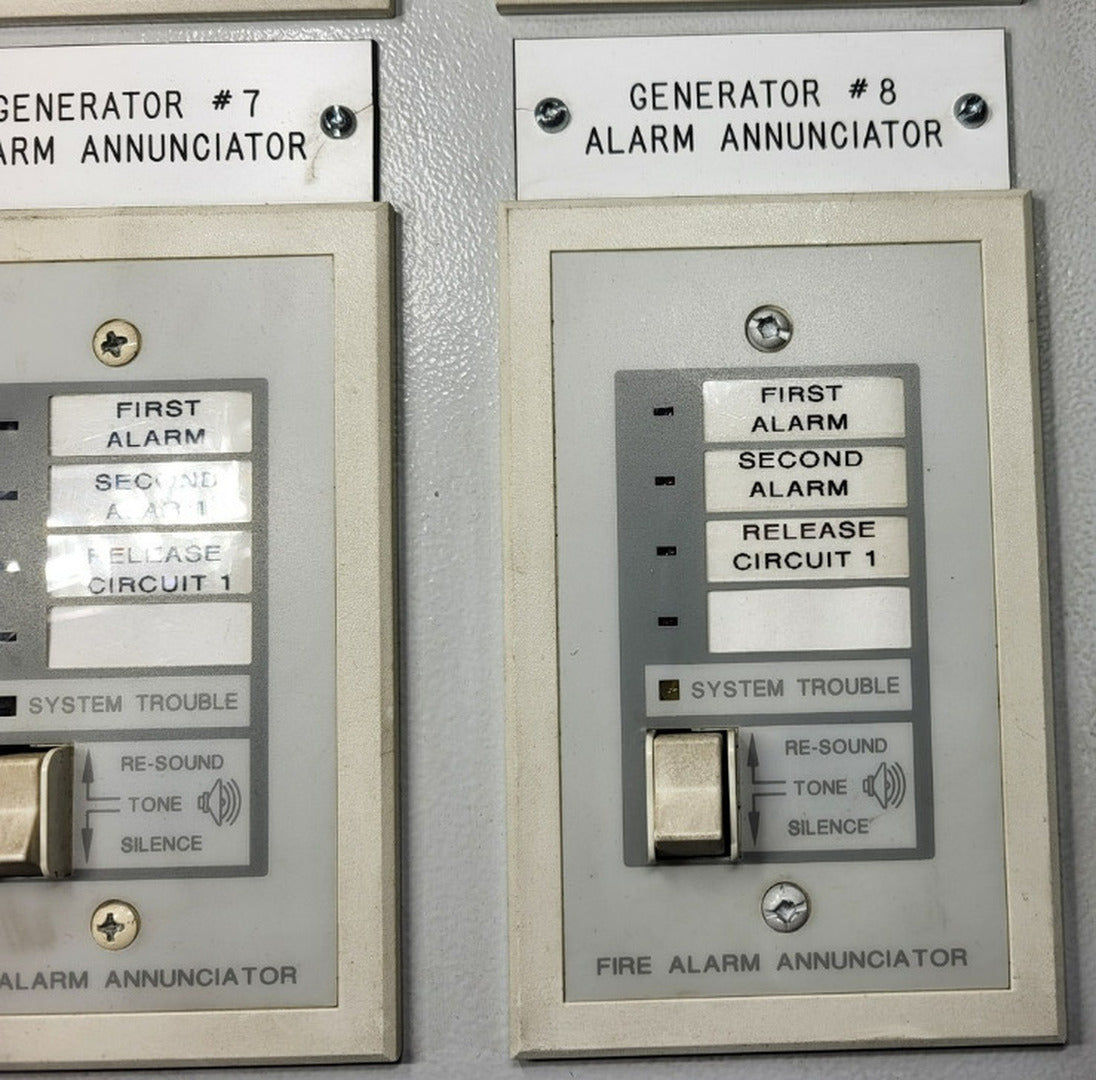 GENERATOR #7
ARM ANNUNCIATOR
FIRST
ALARM
SECOND
RELEASE
CIRCUIT 1
SYSTEM TROUBLE
RE-SOUND
TONE
SILENCE
ALARM ANNUNCIATOR
GENERATOR #8
ALARM ANNUNCIATOR
FIRST
ALARM
SECOND
ALARM
RELEASE
CIRCUIT 1
SYSTEM TROUBLE
RE-SOUND
TONE
SILENCE
FIRE ALARM ANNUNCIATOR